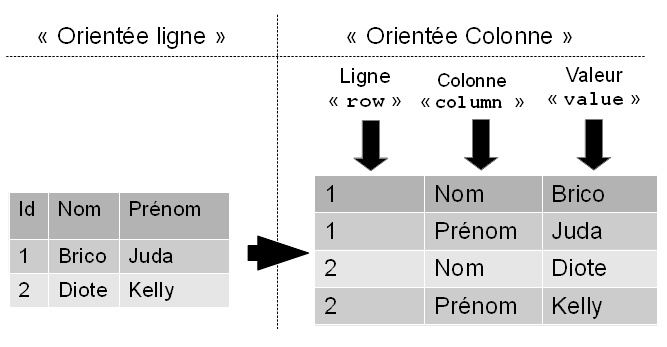 « Orientée ligne »
« Orientée Colonne »
Ligne
« row »
Colonne
« column »
Valeur
« value »
Id Nom Prénom
1 Brico Juda
2 Diote Kelly
1 Nom Brico
1 Prénom Juda
2 Nom Diote
2 Prénom Kelly